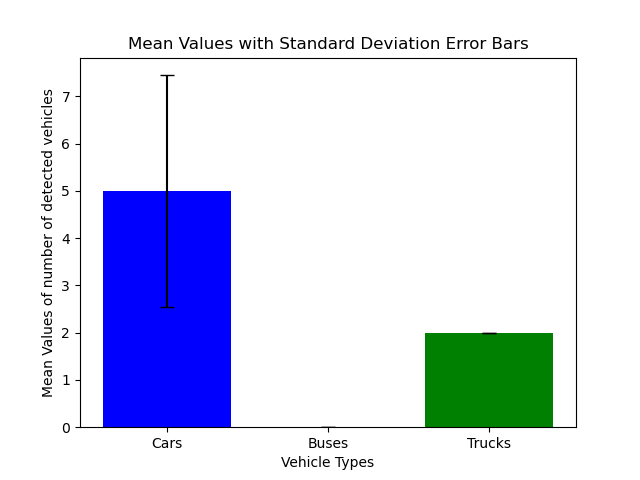 Mean Values with Standard Deviation Error Bars
Mean Values of number of detected vehicles
7
6
5
4
3
2
1
0
Cars Buses Trucks
Vehicle Types